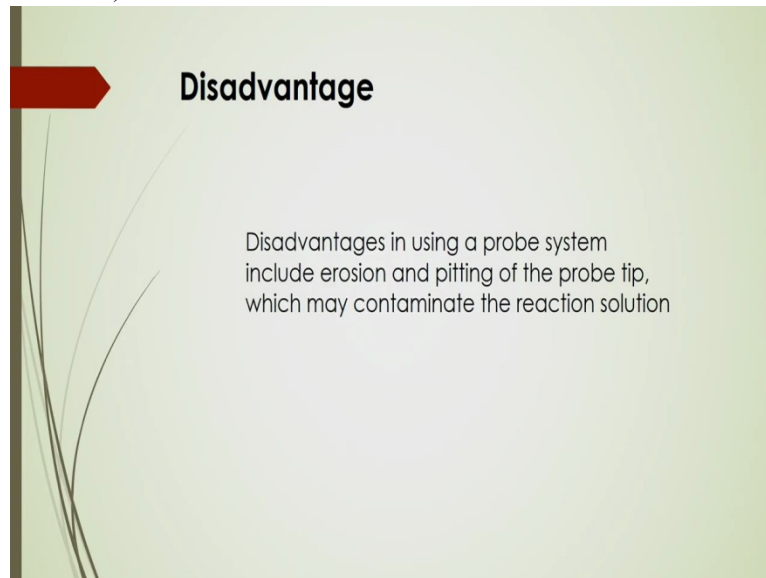 Disadvantage
Disadvantages in using a probe system
include erosion and pitting of the probe tip,
which may contaminate the reaction solution